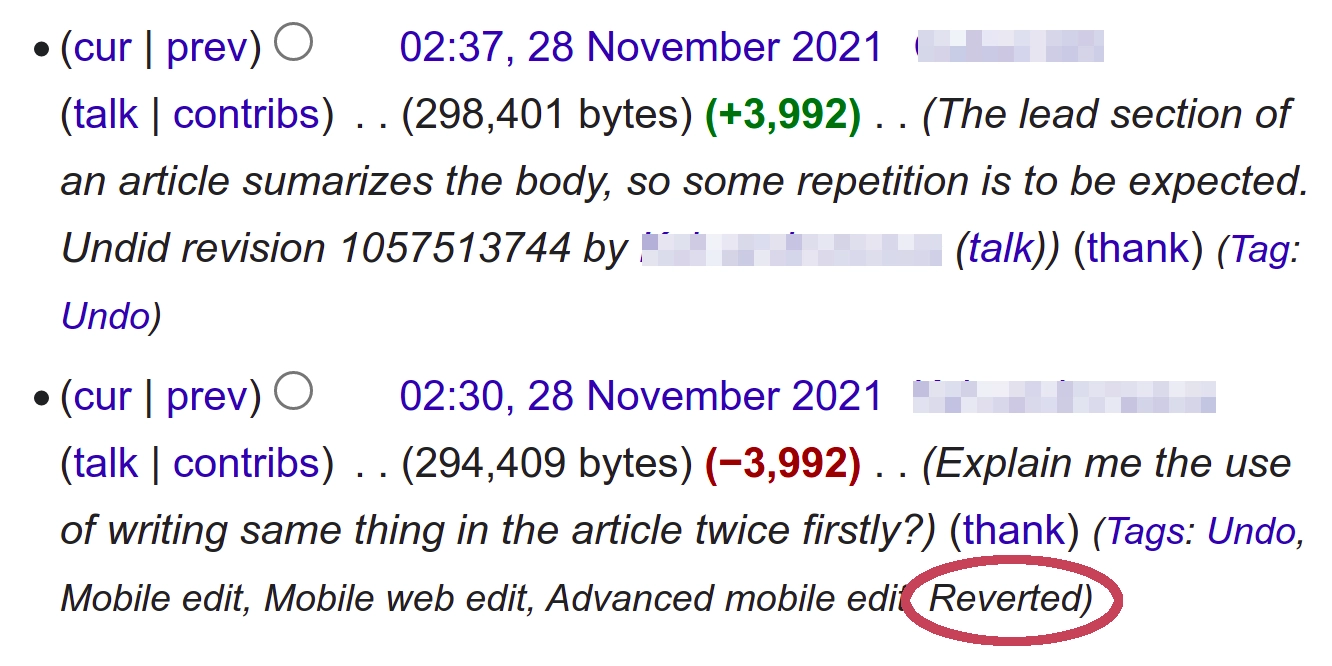 • (cur | prev) 02:37, 28 November 2021
(talk | contribs) . . (298,401 bytes) (+3,992) . . (The lead section of
an article sumarizes the body, so some repetition is to be expected.
Undid revision 1057513744 by (talk)) (thank) (Tag:
Undo)
• (cur | prev) 02:30, 28 November 2021
(talk | contribs) . . (294,409 bytes) (−3,992) . . (Explain me the use
of writing same thing in the article twice firstly?) (thank) (Tags: Undo,
Mobile edit, Mobile web edit, Advanced mobile edit Reverted)